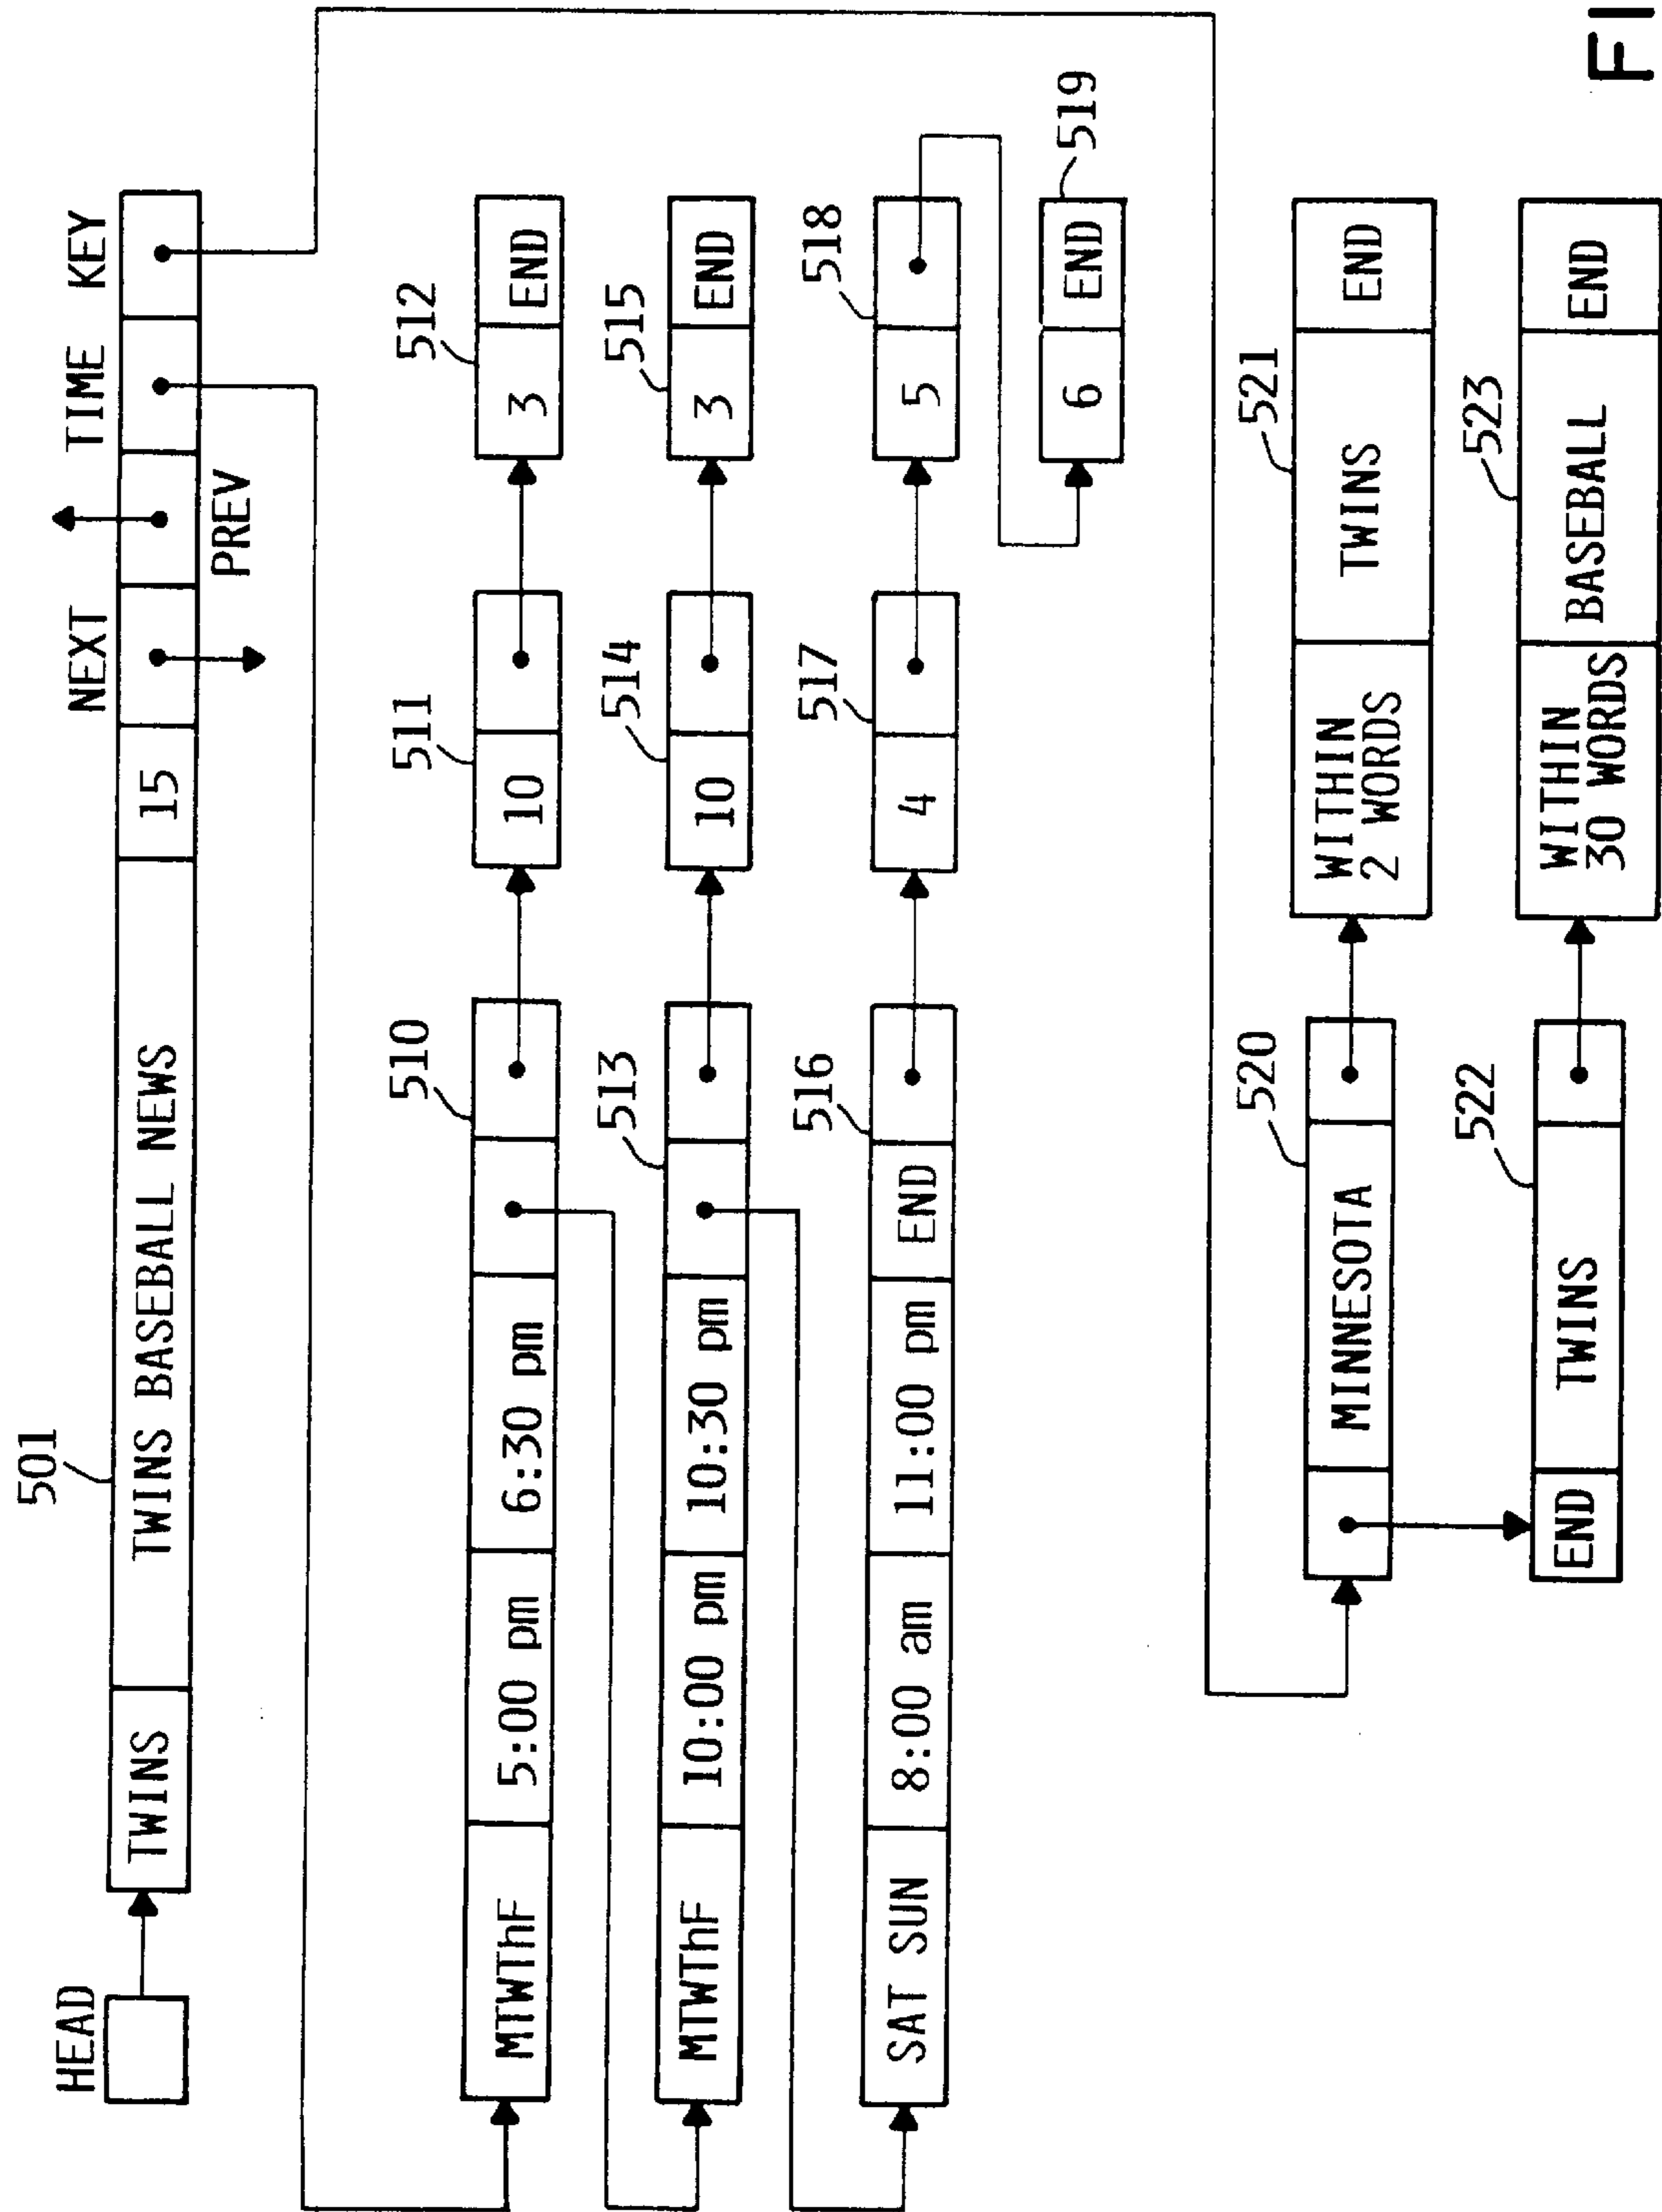 HEAD
501
NEXT
TIME
KEY
TWINS
TWINS BASEBALL NEWS
15
PREV
510
511
512
MTWThF
5:00 pm
6:30 pm
10
3
END
513
514
515
MTWThF
10:00 pm
10:30 pm
10
3
END
516
517
518
SAT SUN
8:00 am
11:00 pm
END
4
5
519
6
END
520
521
MINNESOTA
WITHIN
2 WORDS
TWINS
END
522
523
END
TWINS
WITHIN
30 WORDS
BASEBALL
END
FI